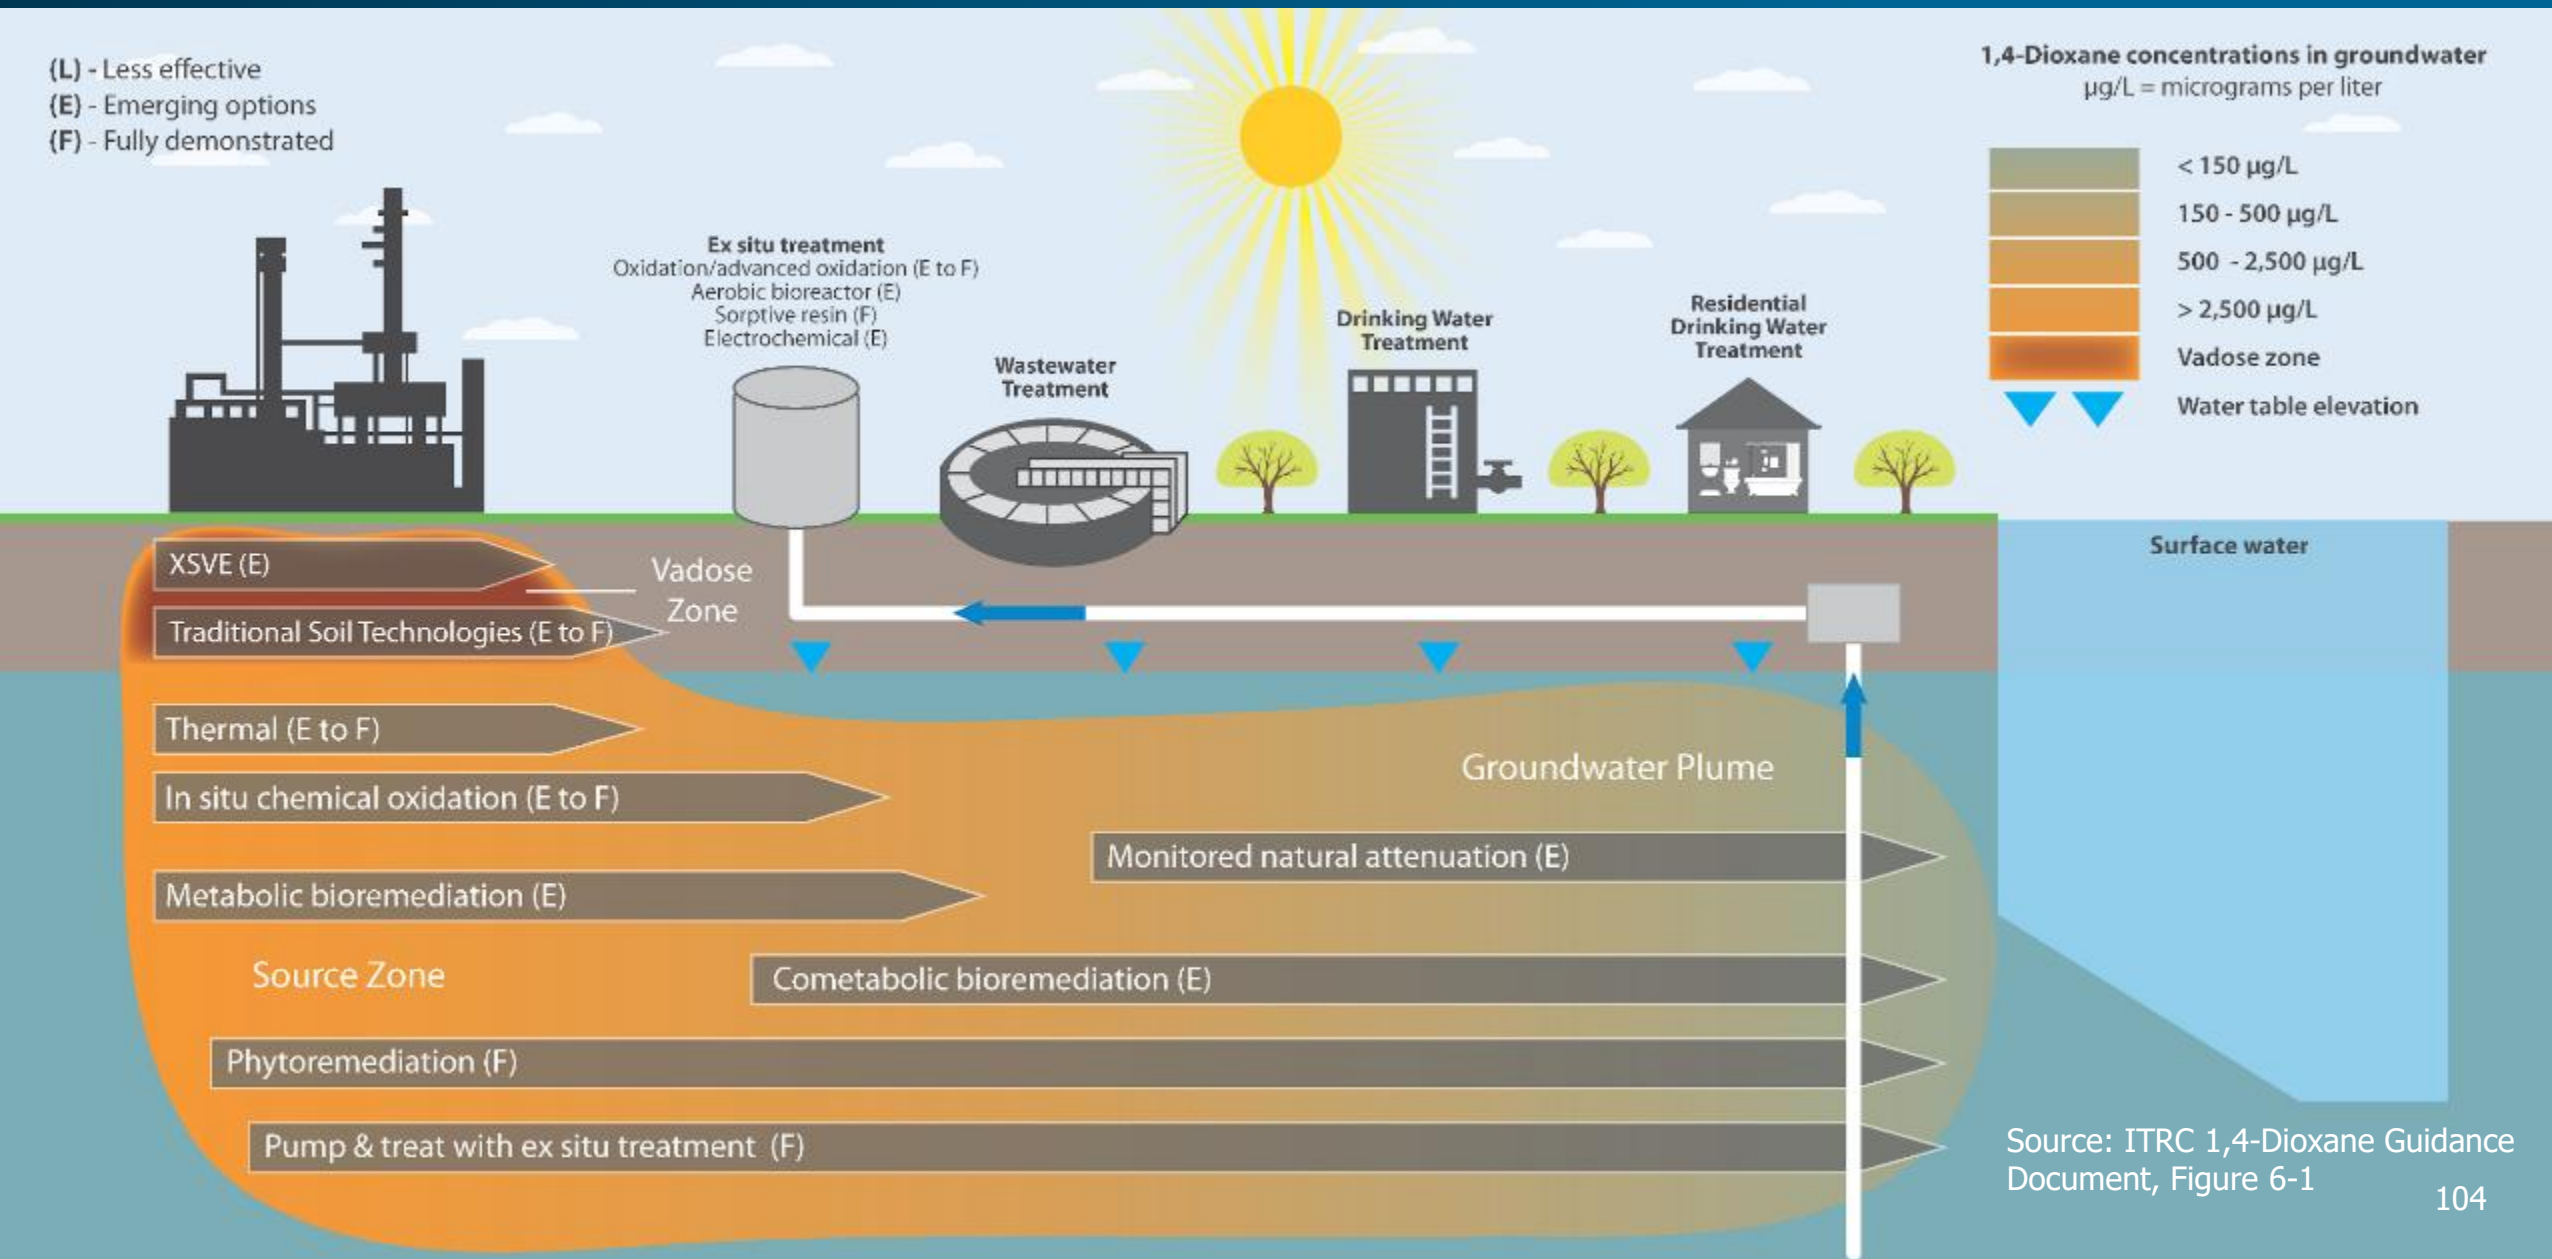 (L) - Less effective
(E) - Emerging options
(F) - Fully demonstrated
1,4-Dioxane concentrations in groundwater
µg/L = micrograms per liter
< 150 µg/L
150 - 500 µg/L
500 - 2,500 µg/L
> 2,500 µg/L
Vadose zone
Water table elevation
Ex situ treatment
Oxidation/advanced oxidation (E to F)
Aerobic bioreactor (E)
Sorptive resin (F)
Electrochemical (E)
Wastewater
Treatment
Drinking Water
Treatment
Residential
Drinking Water
Treatment
Surface water
XSVE (E)
Vadose
Zone
Traditional Soil Technologies (E to F)
Thermal (E to F)
In situ chemical oxidation (E to F)
Groundwater Plume
Monitored natural attenuation (E)
Metabolic bioremediation (E)
Source Zone
Cometabolic bioremediation (E)
Phytoremediation (F)
Pump & treat with ex situ treatment (F)
Source: ITRC 1,4-Dioxane Guidance
Document, Figure 6-1
104